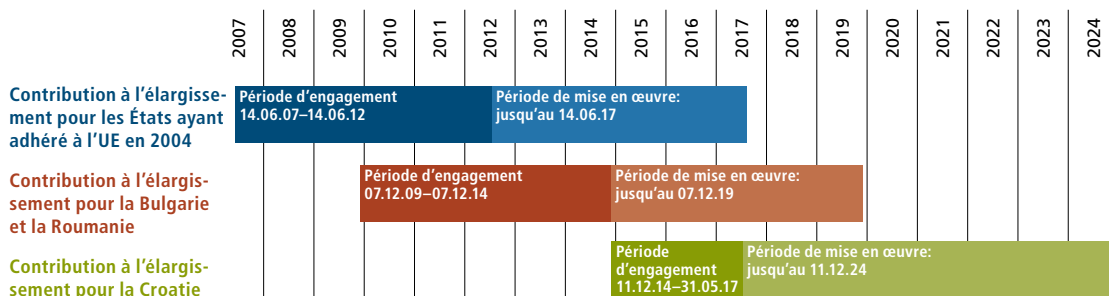 2007 2008 2009 2010 2011 2012 2013 2014 2015 2016 2017 2018 2019 2020 2021 2022 2023 2024
Contribution à l’élargisse-
ment pour les États ayant
adhéré à l’UE en 2004
Période d’engagement
14.06.07–14.06.12
Période de mise en œuvre:
jusqu’au 14.06.17
Contribution à l’élargis-
sement pour la Bulgarie
et la Roumanie
Période d’engagement
07.12.09–07.12.14
Période de mise en œuvre:
jusqu’au 07.12.19
Contribution à l’élargis-
sement pour la Croatie
Période
d’engagement
11.12.14–31.05.17
Période de mise en œuvre:
jusqu’au 11.12.24